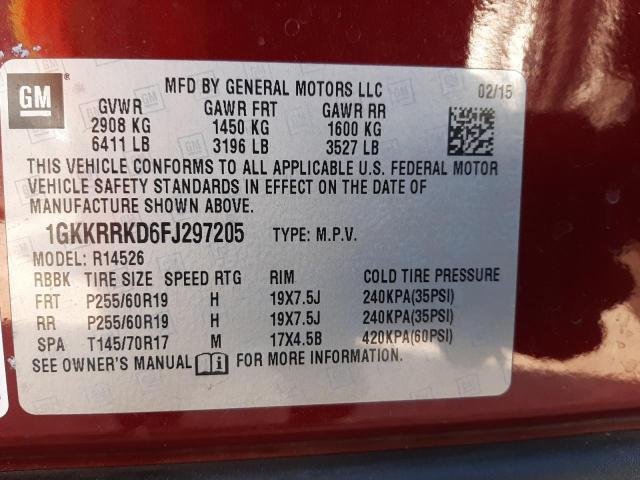 GM
MFD BY GENERAL MOTORS LLC 02/15
GVWR GAWR FRT GAWR RR
2908 KG 1450 KG 1600 KG
6411 LB 3196 LB 3527 LB
THIS VEHICLE CONFORMS TO ALL APPLICABLE U.S. FEDERAL MOTOR
VEHICLE SAFETY STANDARDS IN EFFECT ON THE DATE OF
MANUFACTURE SHOWN ABOVE.
1GKKRRKD6FJ297205 TYPE: M.P.V.
MODEL: R14526
RBBK TIRE SIZE SPEED RTG RIM COLD TIRE PRESSURE
FRT P255/60R19 H 19X7.5J 240KPA(35PSI)
RR P255/60R19 H 19X7.5J 240KPA(35PSI)
SPA T145/70R17 M 17X4.5B 420KPA(60PSI)
SEE OWNER'S MANUAL FOR MORE INFORMATION.